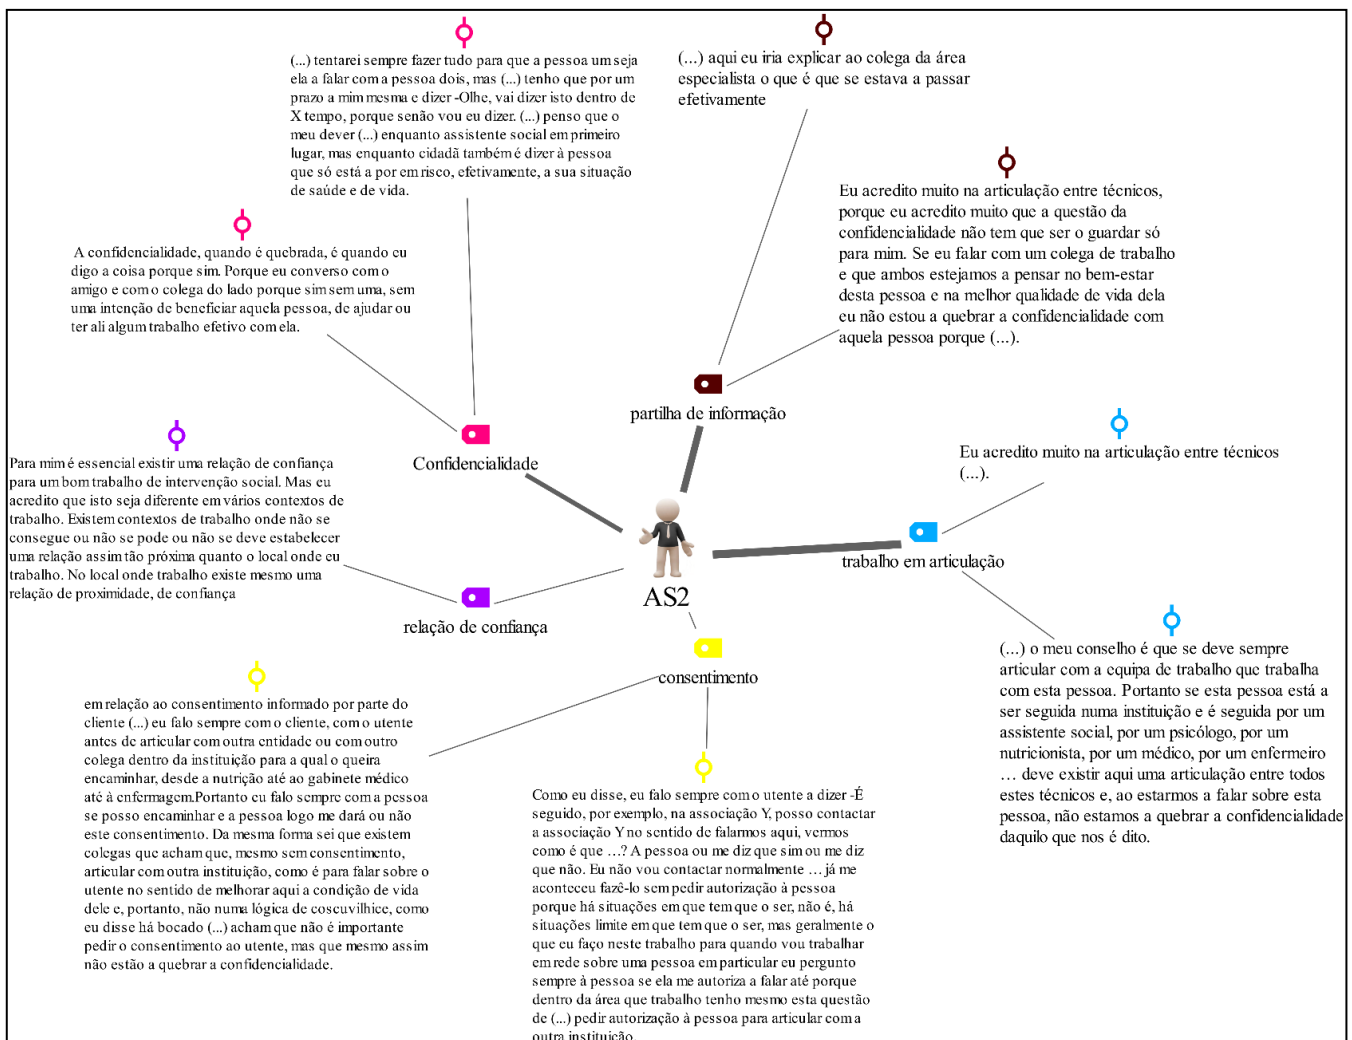 (...) tentarei sempre fazer tudo para que a pessoa um seja
ela a falar com a pessoa dois, mas (...) tenho que por um
prazo a mim mesma e dizer -Olhe, vai dizer isto dentro de
X tempo, porque senão vou eu dizer. (...) penso que o
meu dever (...) enquanto assistente social em primeiro
lugar, mas enquanto cidadã também é dizer à pessoa
que só está a por em risco, efetivamente, a sua situação
de saúde e de vida.
(...) aqui eu iria explicar ao colega da área
especialista o que é que se estava a passar
efetivamente
Eu acredito muito na articulação entre técnicos,
porque eu acredito muito que a questão da
confidencialidade não tem que ser o guardar só
para mim. Se eu falar com um colega de trabalho
e que ambos estejamos a pensar no bem-estar
desta pessoa e na melhor qualidade de vida dela
eu não estou a quebrar a confidencialidade com
aquela pessoa porque (...).
A confidencialidade, quando é quebrada, é quando eu
digo a coisa porque sim. Porque eu converso com o
amigo e com o colega do lado porque sim sem uma, sem
uma intenção de beneficiar aquela pessoa, de ajudar ou
ter ali algum trabalho efetivo com ela.
partilha de informação
Confidencialidade
Eu acredito muito na articulação entre técnicos
(...).
Para mim é essencial existir uma relação de confiança
para um bom trabalho de intervenção social. Mas eu
acredito que isto seja diferente em vários contextos de
trabalho. Existem contextos de trabalho onde não se
consegue ou não se pode ou não se deve estabelecer
uma relação assim tão próxima quanto o local onde eu
trabalho. No local onde trabalho existe mesmo uma
relação de proximidade, de confiança
trabalho em articulação
AS2
relação de confiança
consentimento
(...) o meu conselho é que se deve sempre
articular com a equipa de trabalho que trabalha
com esta pessoa. Portanto se esta pessoa está a
ser seguida numa instituição e é seguida por um
assistente social, por um psicólogo, por um
nutricionista, por um médico, por um enfermeiro
… deve existir aqui uma articulação entre todos
estes técnicos e, ao estarmos a falar sobre esta
pessoa, não estamos a quebrar a confidencialidade
daquilo que nos é dito.
em relação ao consentimento informado por parte do
cliente (...) eu falo sempre com o cliente, com o utente
antes de articular com outra entidade ou com outro
colega dentro da instituição para a qual o queira
encaminhar, desde a nutrição até ao gabinete médico
até à enfermagem.Portanto eu falo sempre com a pessoa
se posso encaminhar e a pessoa logo me dará ou não
este consentimento. Da mesma forma sei que existem
colegas que acham que, mesmo sem consentimento,
articular com outra instituição, como é para falar sobre o
utente no sentido de melhorar aqui a condição de vida
dele e, portanto, não numa lógica de coscuvilhice, como
eu disse há bocado (...) acham que não é importante
pedir o consentimento ao utente, mas que mesmo assim
não estão a quebrar a confidencialidade.
Como eu disse, eu falo sempre com o utente a dizer -É
seguido, por exemplo, na associação Y, posso contactar
a associação Y no sentido de falarmos aqui, vermos
como é que …? A pessoa ou me diz que sim ou me diz
que não. Eu não vou contactar normalmente … já me
aconteceu fazê-lo sem pedir autorização à pessoa
porque há situações em que tem que o ser, não é, há
situações limite em que tem que o ser, mas geralmente o
que eu faço neste trabalho para quando vou trabalhar
em rede sobre uma pessoa em particular eu pergunto
sempre à pessoa se ela me autoriza a falar até porque
dentro da área que trabalho tenho mesmo esta questão
de (...) pedir autorização à pessoa para articular com a
outra instituição.